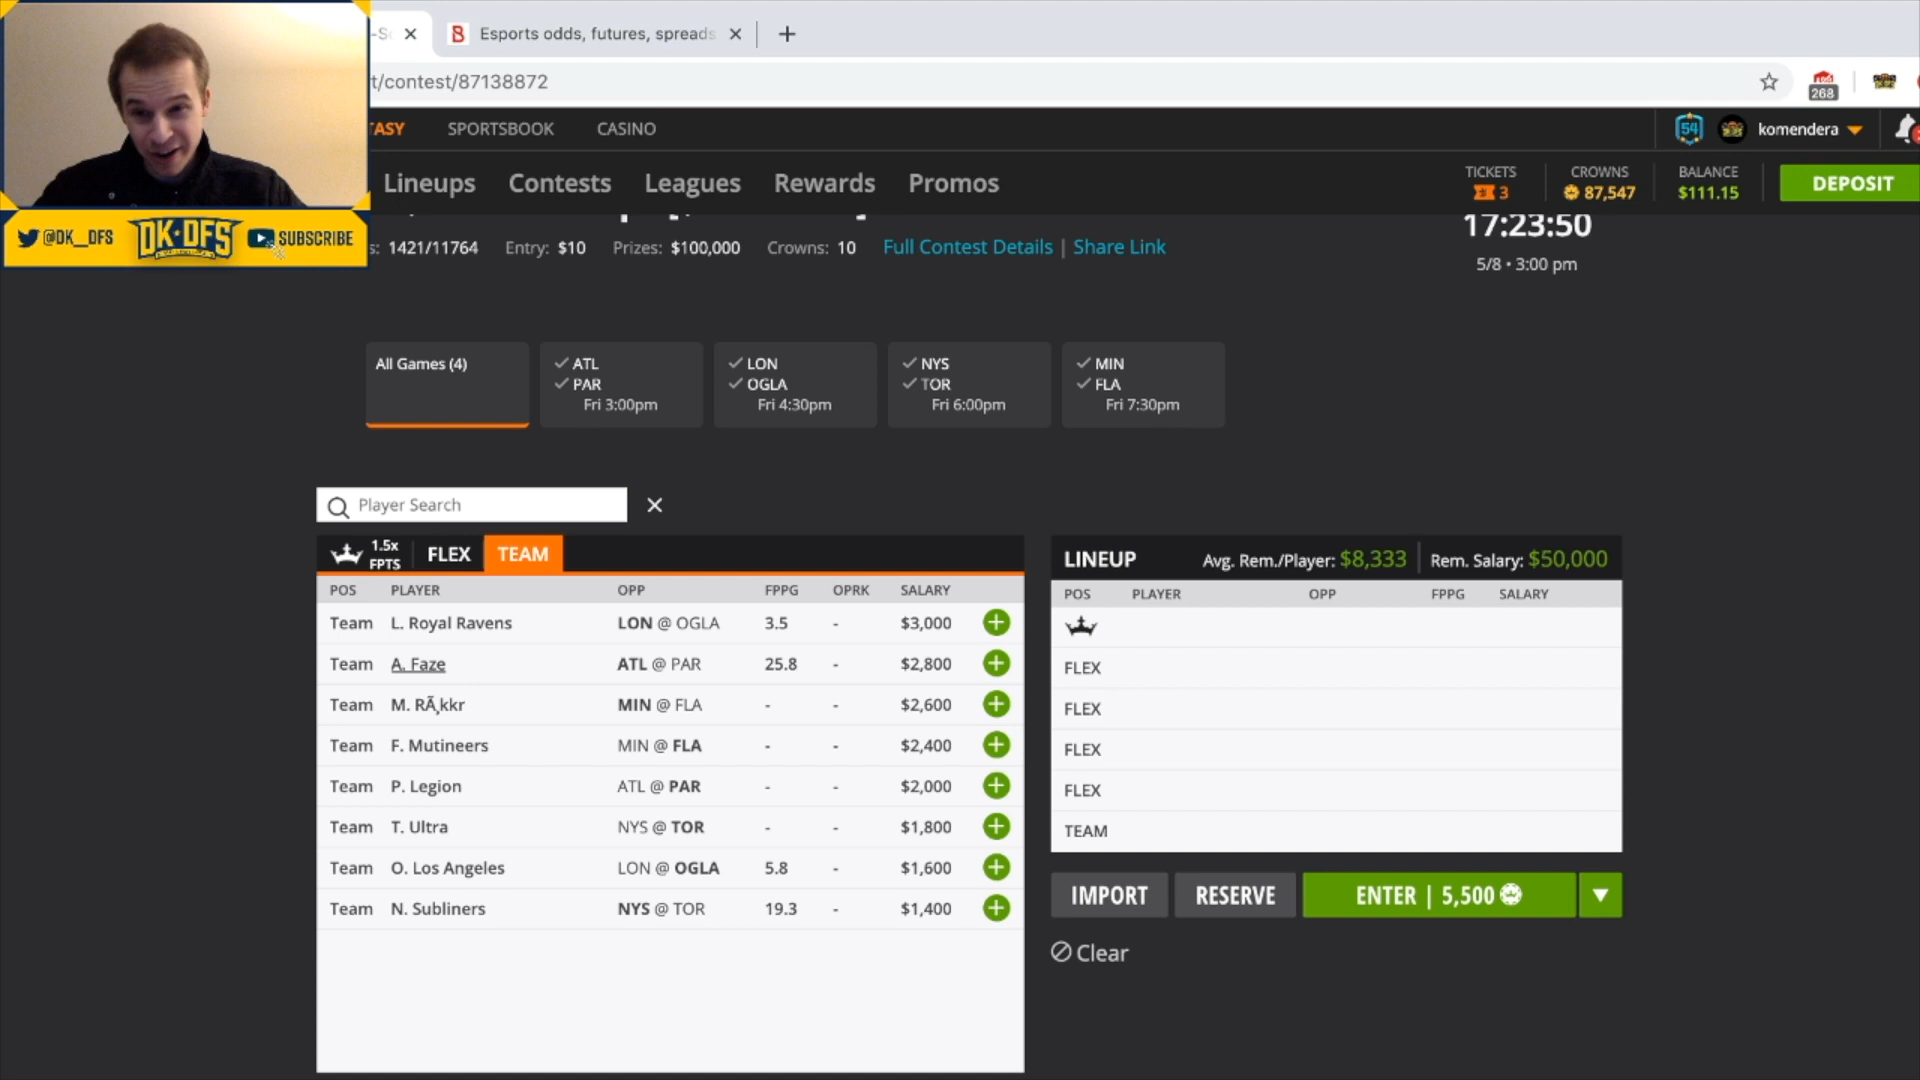 Esports odds, futures, spreads
t/contest/87138872
268
TASY SPORTSBOOK CASINO
54 komendera
Lineups Contests Leagues Rewards Promos
TICKETS 3
CROWNS 87,547
BALANCE $111.15
DEPOSIT
@DK__DFS DK★DFS SUBSCRIBE
s: 1421/11764 Entry: $10 Prizes: $100,000 Crowns: 10 Full Contest Details | Share Link
17:23:50
5/8 • 3:00 pm
All Games (4)
ATL
PAR
Fri 3:00pm
LON
OGLA
Fri 4:30pm
NYS
TOR
Fri 6:00pm
MIN
FLA
Fri 7:30pm
Player Search
1.5x FPTS FLEX TEAM
POS PLAYER OPP FPPG OPRK SALARY
Team L. Royal Ravens LON @ OGLA 3.5 - $3,000
Team A. Faze ATL @ PAR 25.8 - $2,800
Team M. RÃ¸kkr MIN @ FLA - - $2,600
Team F. Mutineers MIN @ FLA - - $2,400
Team P. Legion ATL @ PAR - - $2,000
Team T. Ultra NYS @ TOR - - $1,800
Team O. Los Angeles LON @ OGLA 5.8 - $1,600
Team N. Subliners NYS @ TOR 19.3 - $1,400
LINEUP Avg. Rem./Player: $8,333 Rem. Salary: $50,000
POS PLAYER OPP FPPG SALARY
FLEX
FLEX
FLEX
FLEX
TEAM
IMPORT RESERVE ENTER | 5,500
Clear